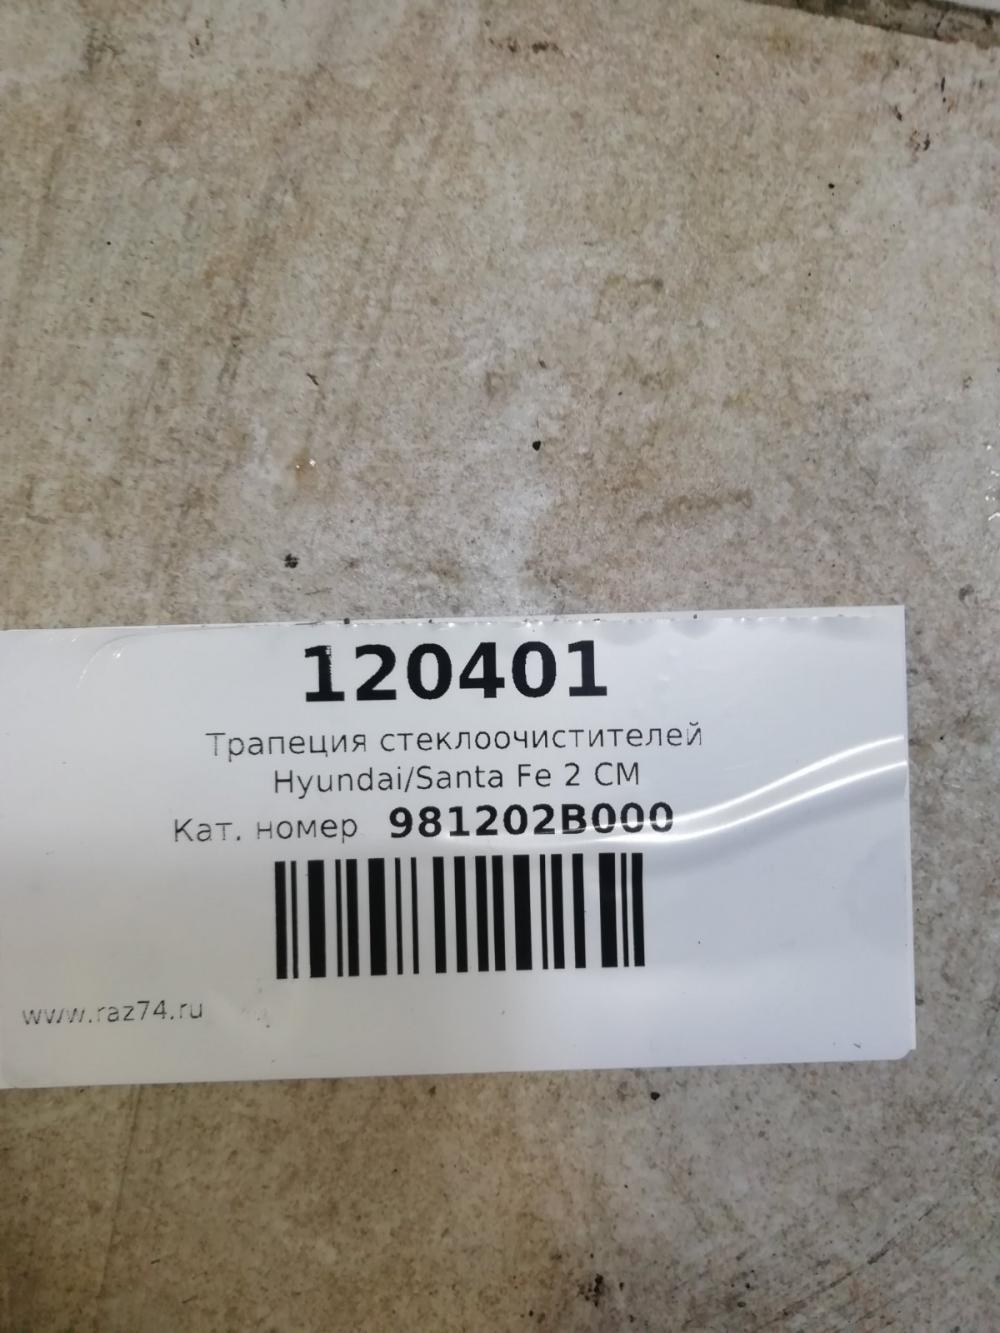 120401
Трапеция стеклоочистителей
Hyundai/Santa Fe 2 CM
Кат. номер 981202B000
www.raz74.ru